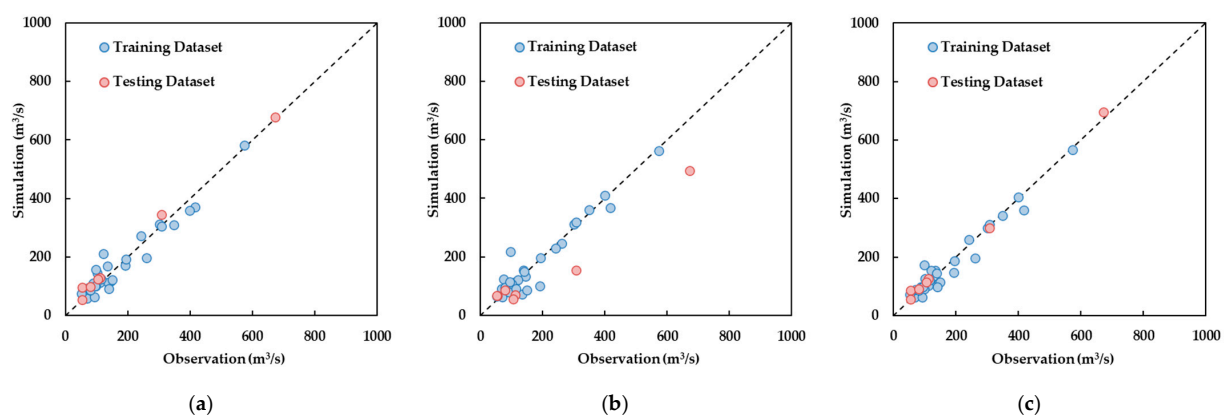 1000
800
600
400
200
0
Simulation (m³/s)
Training Dataset
Testing Dataset
0 200 400 600 800 1000
Observation (m³/s)
(a)
1000
800
600
400
200
0
Simulation (m³/s)
Training Dataset
Testing Dataset
0 200 400 600 800 1000
Observation (m³/s)
(b)
1000
800
600
400
200
0
Simulation (m³/s)
Training Dataset
Testing Dataset
0 200 400 600 800 1000
Observation (m³/s)
(c)